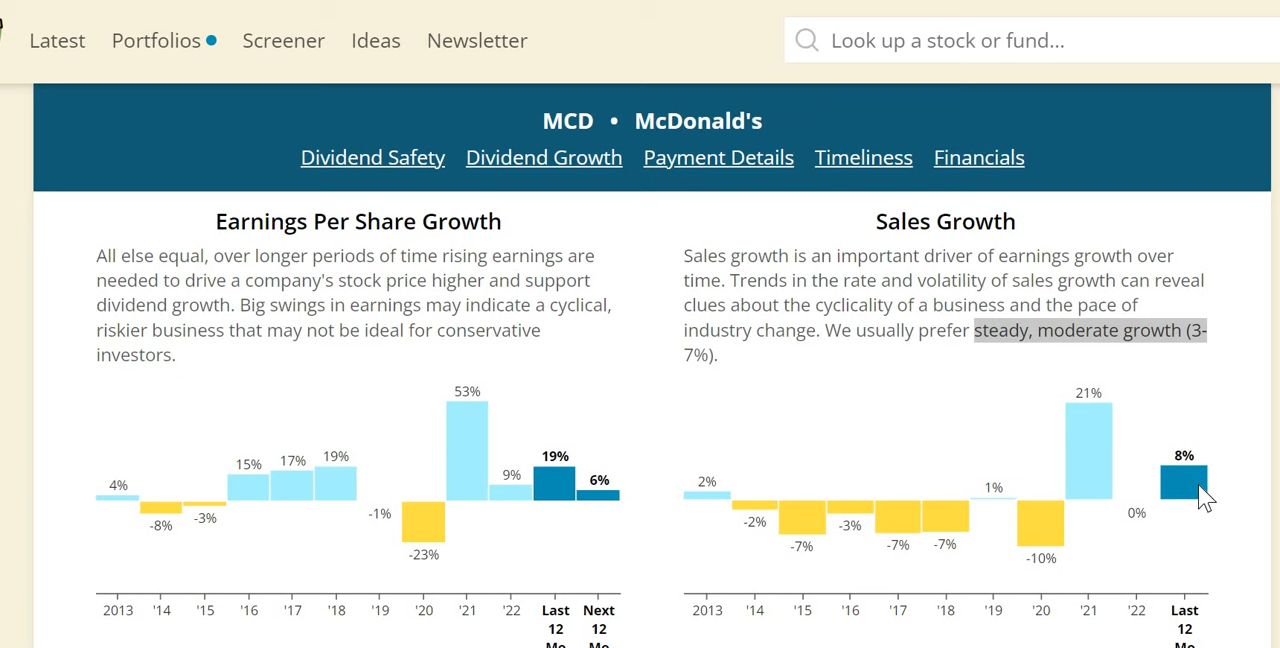 Latest Portfolios Screener Ideas Newsletter Look up a stock or fund...
MCD • McDonald's
Dividend Safety Dividend Growth Payment Details Timeliness Financials
Earnings Per Share Growth
All else equal, over longer periods of time rising earnings are
needed to drive a company's stock price higher and support
dividend growth. Big swings in earnings may indicate a cyclical,
riskier business that may not be ideal for conservative
investors.
4% -8% -3% 15% 17% 19% -1% -23% 53% 9% 19% 6%
2013 '14 '15 '16 '17 '18 '19 '20 '21 '22 Last Next
12 12
Mo Mo
Sales Growth
Sales growth is an important driver of earnings growth over
time. Trends in the rate and volatility of sales growth can reveal
clues about the cyclicality of a business and the pace of
industry change. We usually prefer steady, moderate growth (3-
7%).
2% -2% -7% -3% -7% -7% 1% -10% 21% 0% 8%
2013 '14 '15 '16 '17 '18 '19 '20 '21 '22 Last
12
Mo